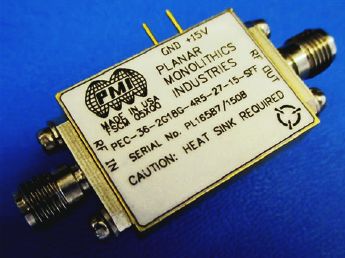 GND +15V
PMI
PLANAR
MONOLITHICS
INDUSTRIES
MADE IN USA
RF IN
RF OUT
PEC-36-2G18G-4R5-27-15-SFF
SERIAL No. PL16587/1508
CAUTION: HEAT SINK REQUIRED